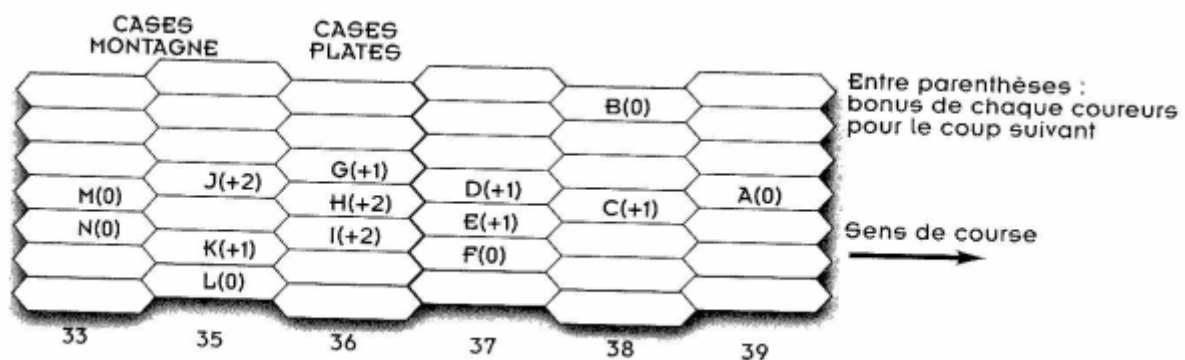 CASES MONTAGNE
CASES PLATES
Entre parenthèses :
bonus de chaque coureurs
pour le coup suivant
B(0)
G(+1)
J(+2)
D(+1)
A(0)
M(0)
H(+2)
C(+1)
N(0)
E(+1)
I(+2)
Sens de course
K(+1)
F(0)
L(0)
33 35 36 37 38 39